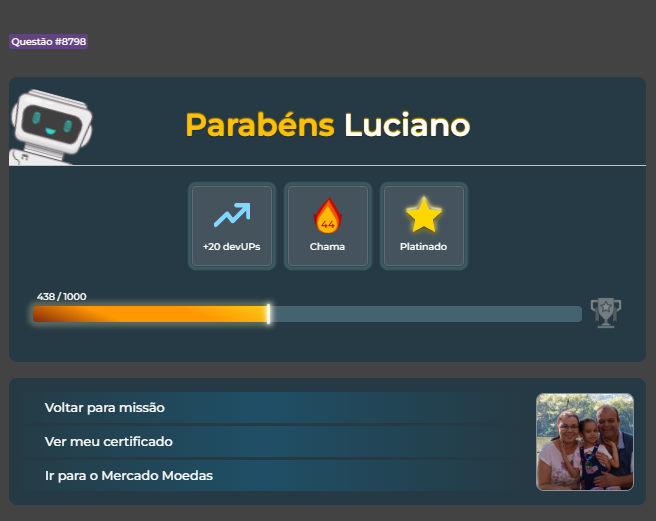 Questão #8798
Parabéns Luciano
+20 devUPs
44
Chama
Platinado
438 / 1000
Voltar para missão
Ver meu certificado
Ir para o Mercado Moedas